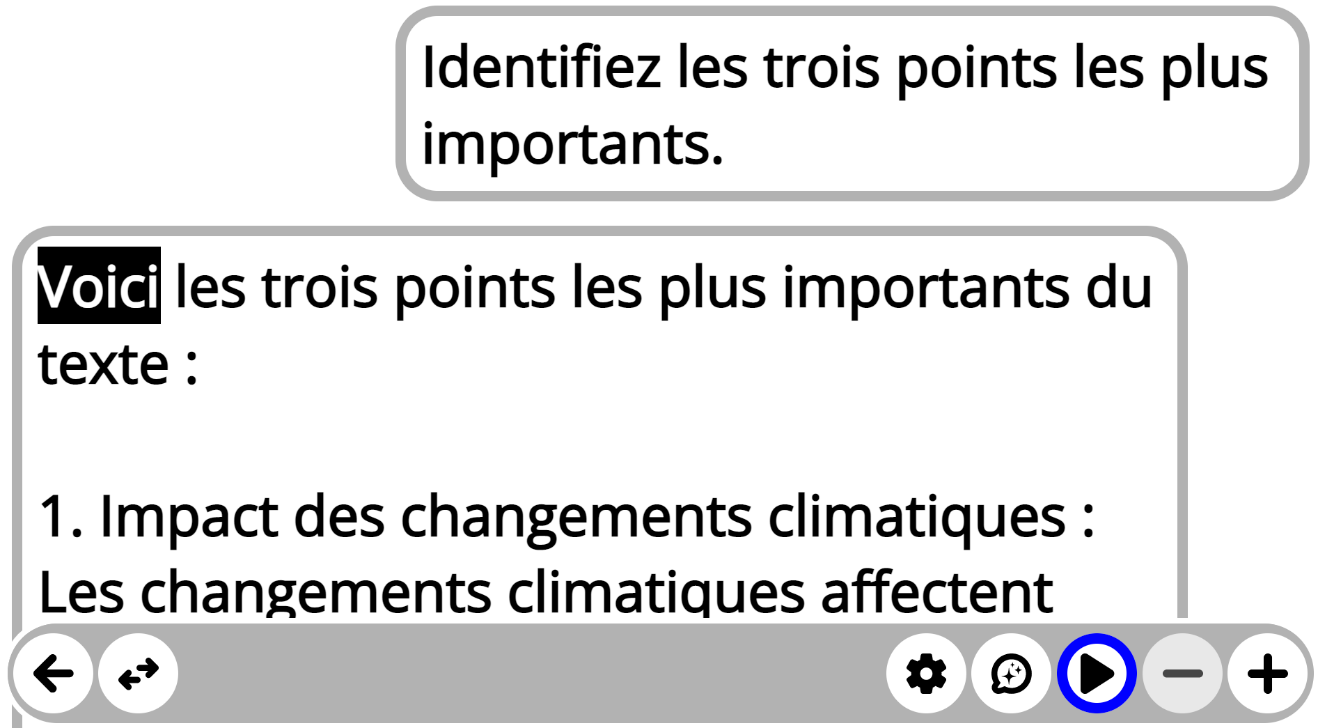 Identifiez les trois points les plus
importants.
Voici les trois points les plus importants du
texte :
1. Impact des changements climatiques :
Les changements climatiques affectent